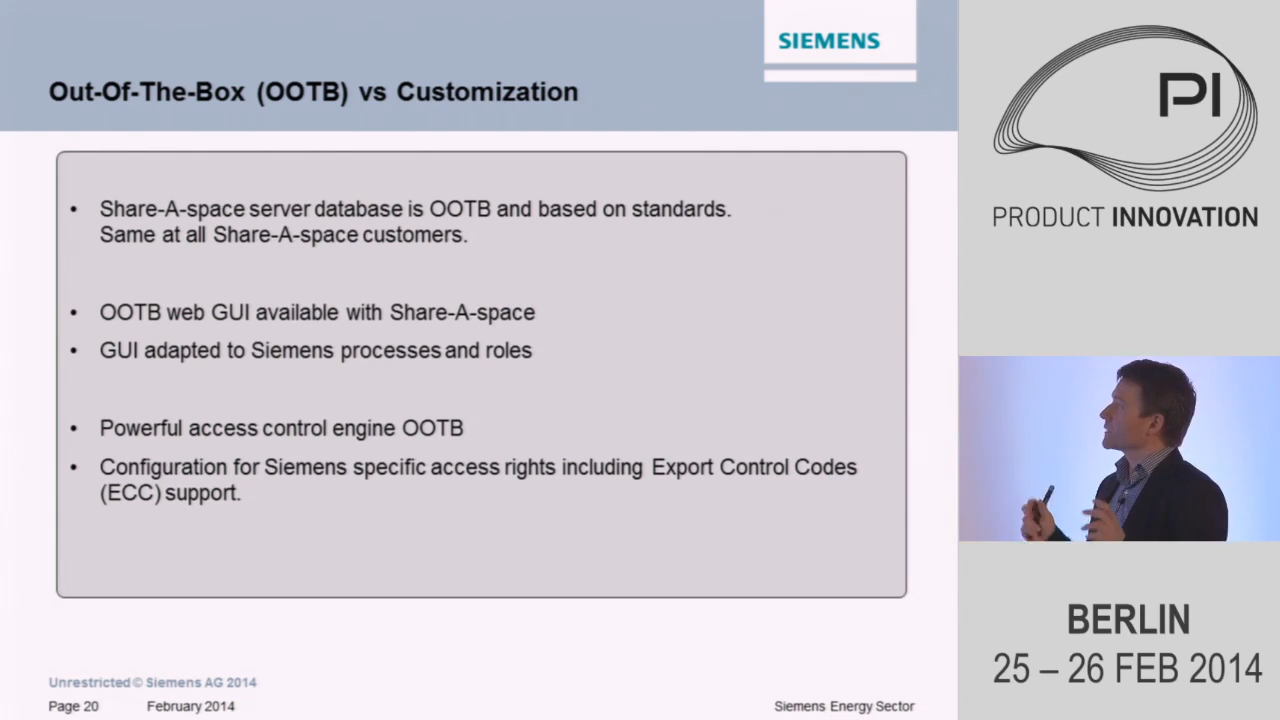 SIEMENS
Out-Of-The-Box (OOTB) vs Customization
• Share-A-space server database is OOTB and based on standards.
Same at all Share-A-space customers.
• OOTB web GUI available with Share-A-space
• GUI adapted to Siemens processes and roles
• Powerful access control engine OOTB
• Configuration for Siemens specific access rights including Export Control Codes
(ECC) support.
Unrestricted © Siemens AG 2014
Page 20 February 2014 Siemens Energy Sector
PI
PRODUCT INNOVATION
BERLIN
25 – 26 FEB 2014